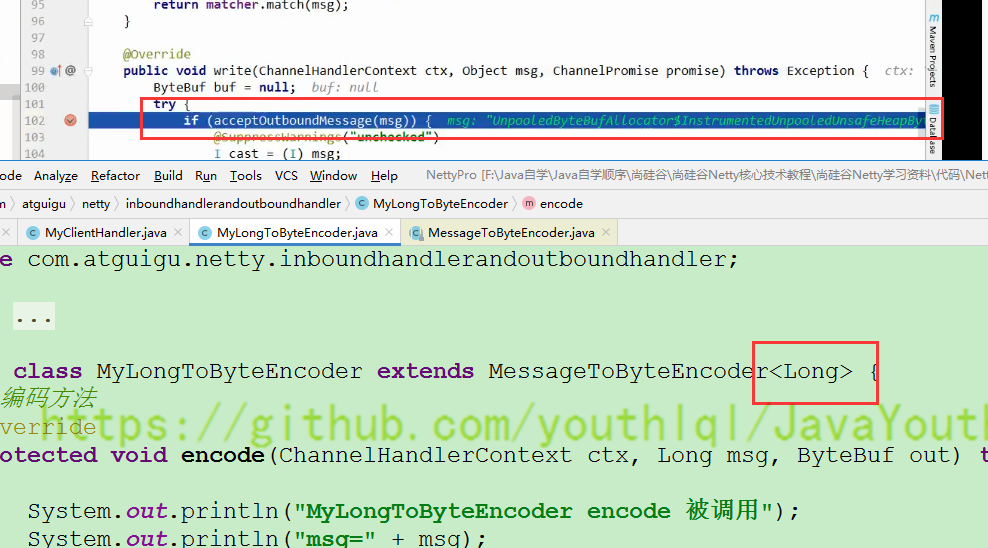 95 return matcher.match(msg);
96 }
97
98 @Override
99 @ public void write(ChannelHandlerContext ctx, Object msg, ChannelPromise promise) throws Exception { ctx:
100 ByteBuf buf = null; buf: null
101 try {
102 if (acceptOutboundMessage(msg)) { msg: "UnpooledByteBufAllocator$InstrumentedUnpooledUnsafeHeapBy
103 @SuppressWarnings("unchecked")
104 I cast = (I) msg;
m Maven Projects
Database
ode Analyze Refactor Build Run Tools VCS Window Help NettyPro [F:\Java自学\Java自学顺序\尚硅谷\尚硅谷Netty核心技术教程\尚硅谷Netty学习资料\代码\Nett
m atguigu netty inboundhandlerandoutboundhandler C MyLongToByteEncoder m encode
C MyClientHandler.java C MyLongToByteEncoder.java C MessageToByteEncoder.java
e com.atguigu.netty.inboundhandlerandoutboundhandler;
...
class MyLongToByteEncoder extends MessageToByteEncoder<Long> {
编码方法
verride
https://github.com/youthlql/JavaYouth
otected void encode(ChannelHandlerContext ctx, Long msg, ByteBuf out) t
System.out.println("MyLongToByteEncoder encode 被调用");
System.out.println("msg=" + msg);